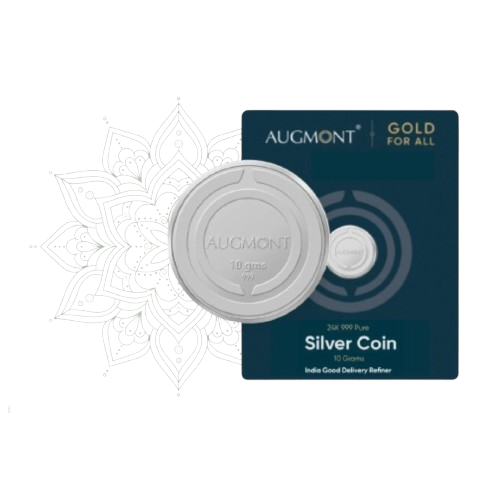 AUGMONT® | GOLD
FOR ALL
AUGMONT
10 gms
999
AUGMONT
24K 999 Pure
Silver Coin
10 Grams
India Good Delivery Refiner